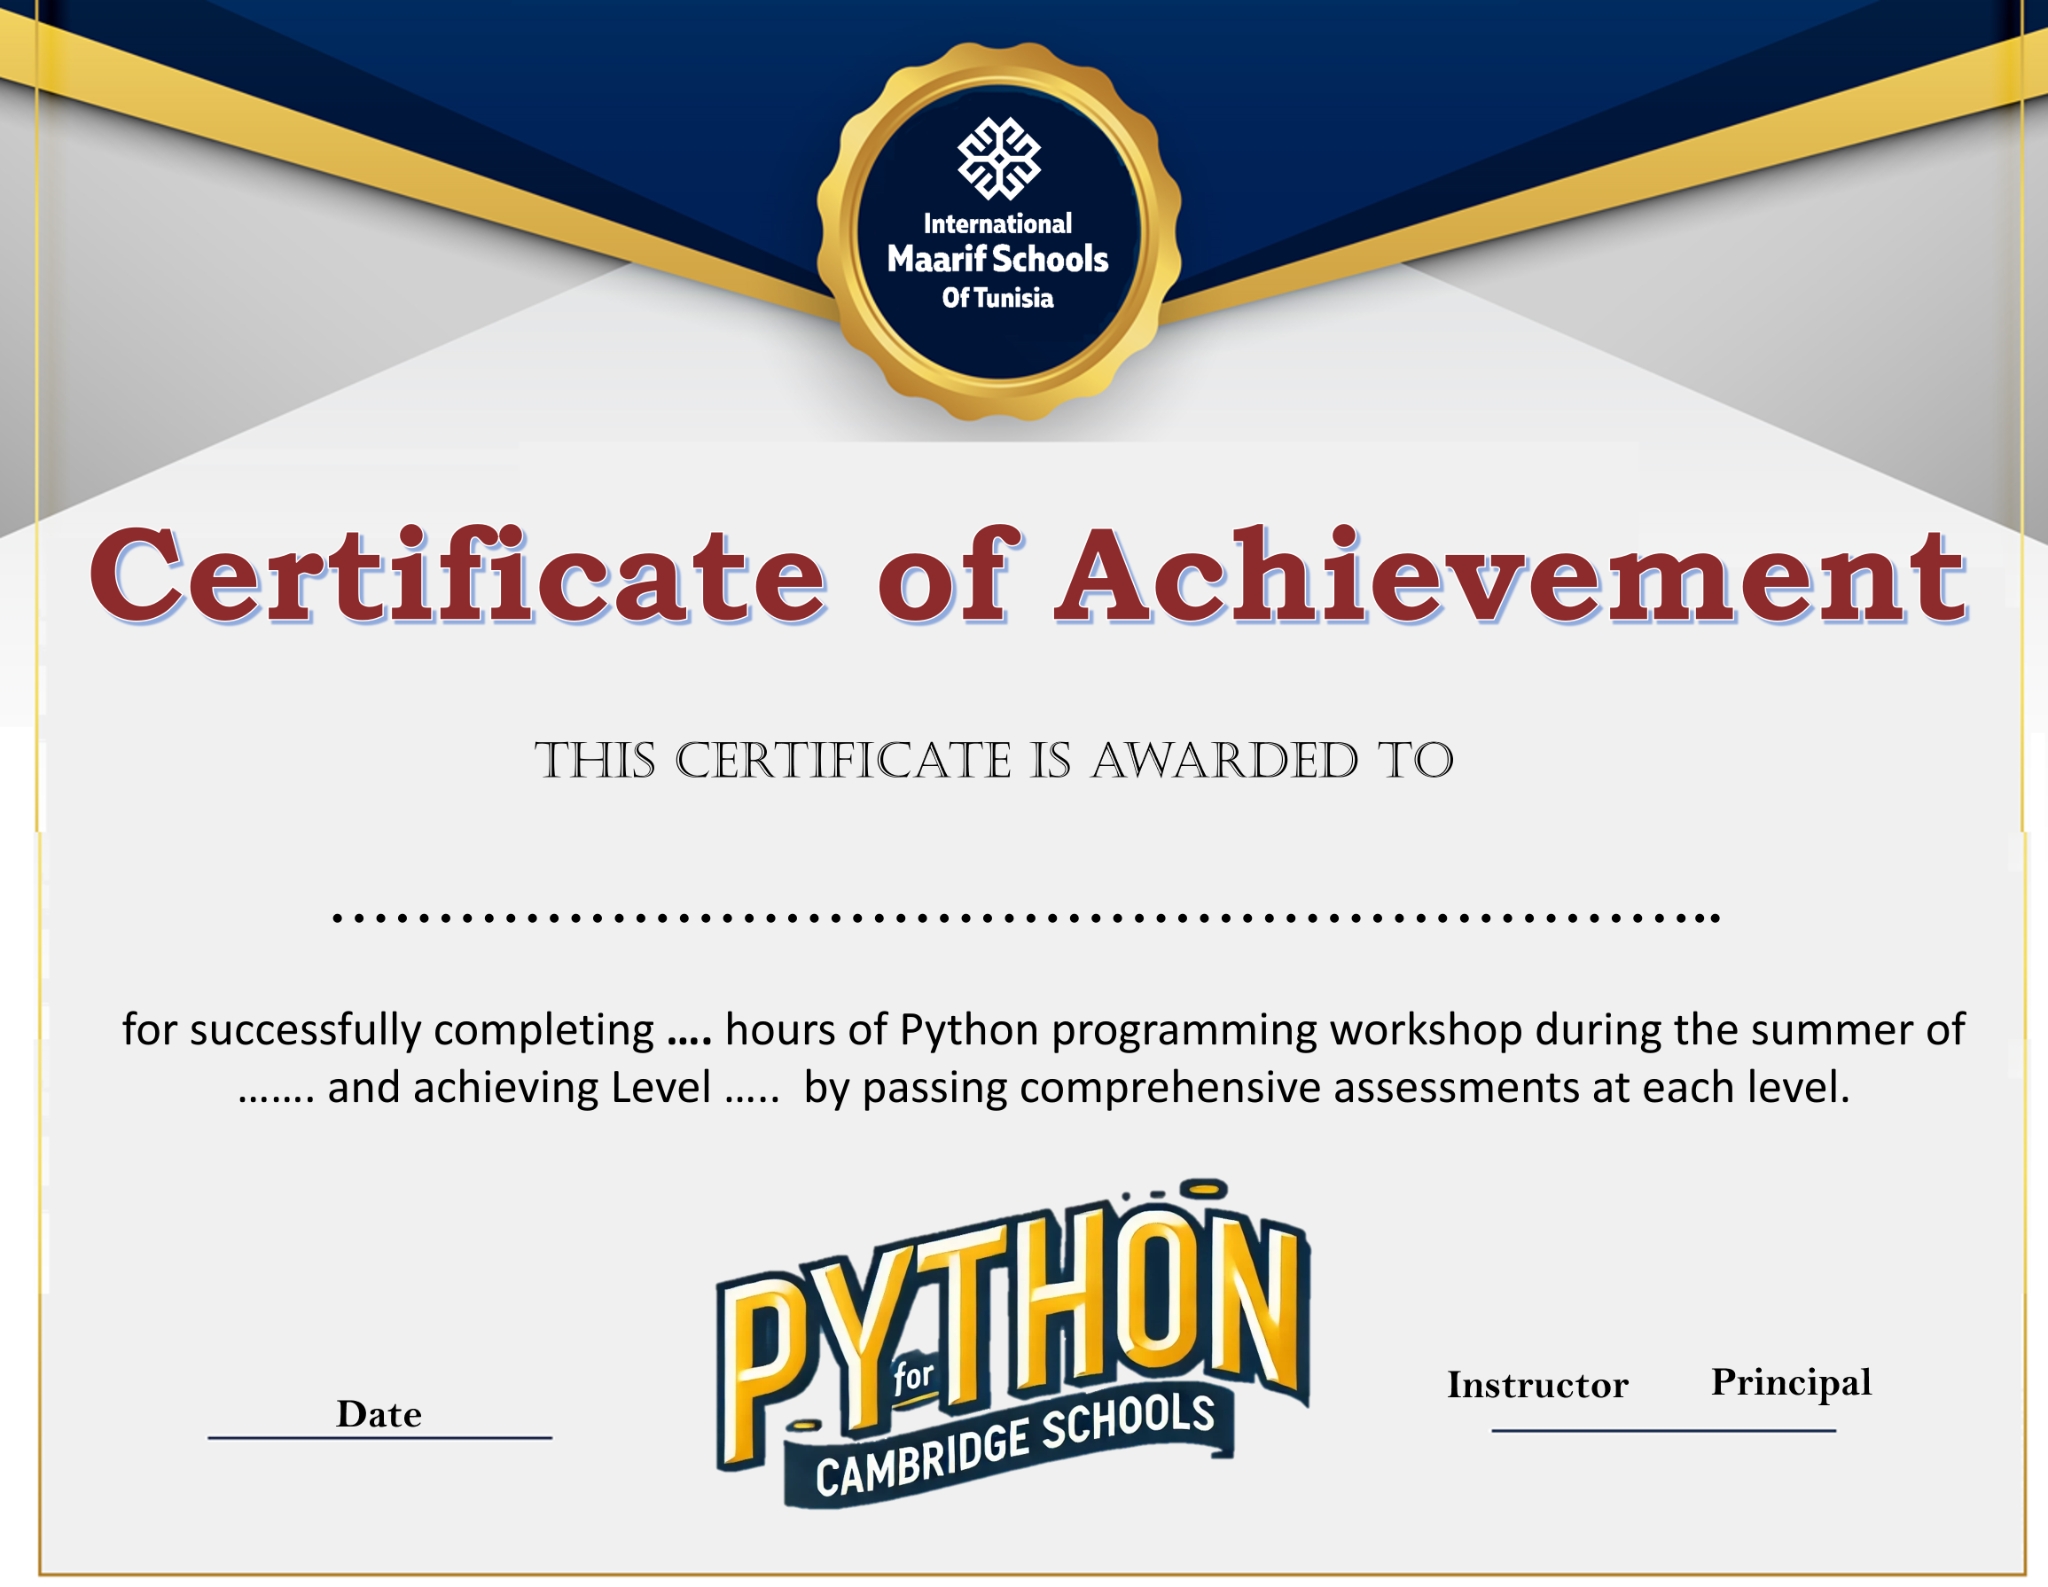 International
Maarif Schools
Of Tunisia
Certificate of Achievement
THIS CERTIFICATE IS AWARDED TO
…………………………………………………………..
for successfully completing .... hours of Python programming workshop during the summer of
……. and achieving Level ….. by passing comprehensive assessments at each level.
PYTHON
for
CAMBRIDGE SCHOOLS
Date
Instructor Principal